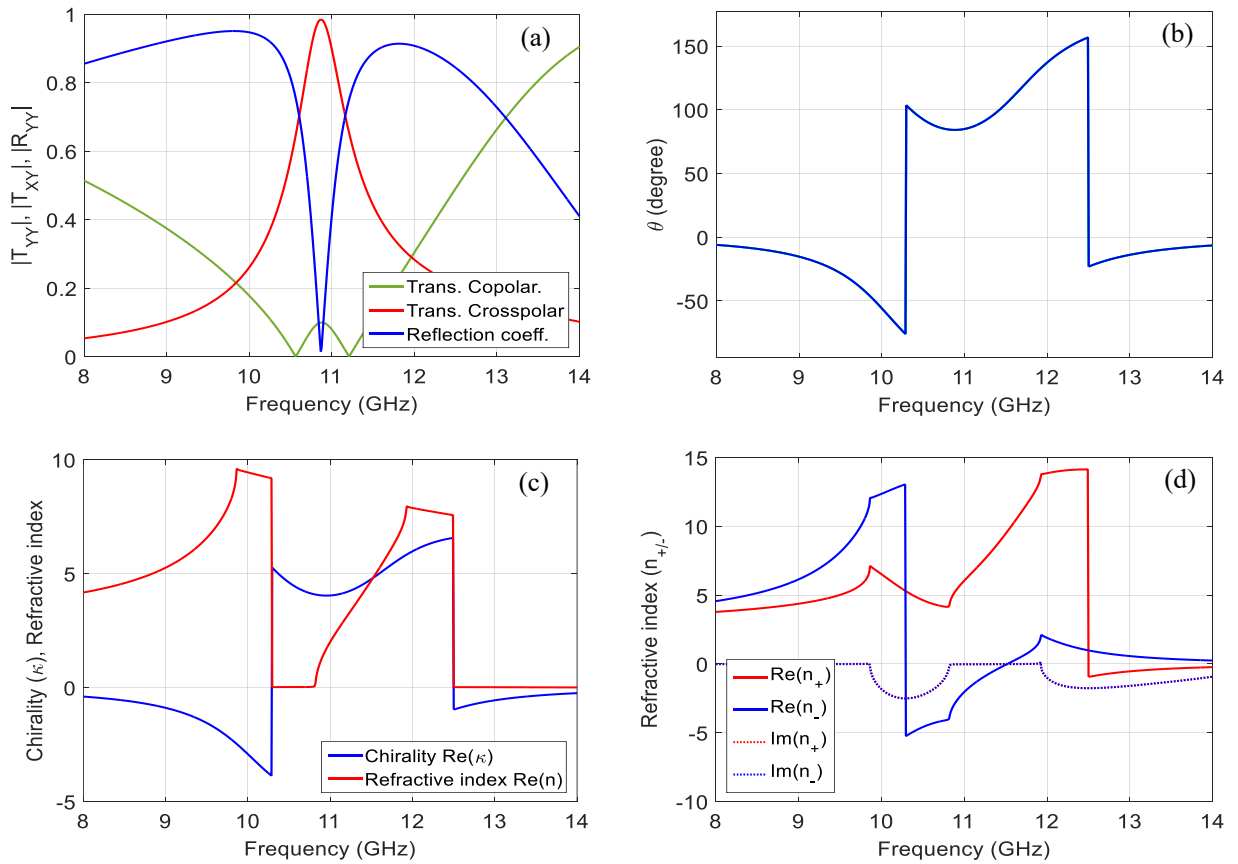 (a)
|T_YY|, |T_XY|, |R_YY|
1
0.8
0.6
0.4
0.2
0
8
9
10
11
12
13
14
Frequency (GHz)
Trans. Copolar.
Trans. Crosspolar
Reflection coeff.
(b)
θ (degree)
150
100
50
0
-50
8
9
10
11
12
13
14
Frequency (GHz)
(c)
Chirality (κ), Refractive index
10
5
0
-5
8
9
10
11
12
13
14
Frequency (GHz)
Chirality Re(κ)
Refractive index Re(n)
(d)
Refractive index (n_+/-)
15
10
5
0
-5
-10
8
9
10
11
12
13
14
Frequency (GHz)
Re(n_+)
Re(n_-)
Im(n_+)
Im(n_-)